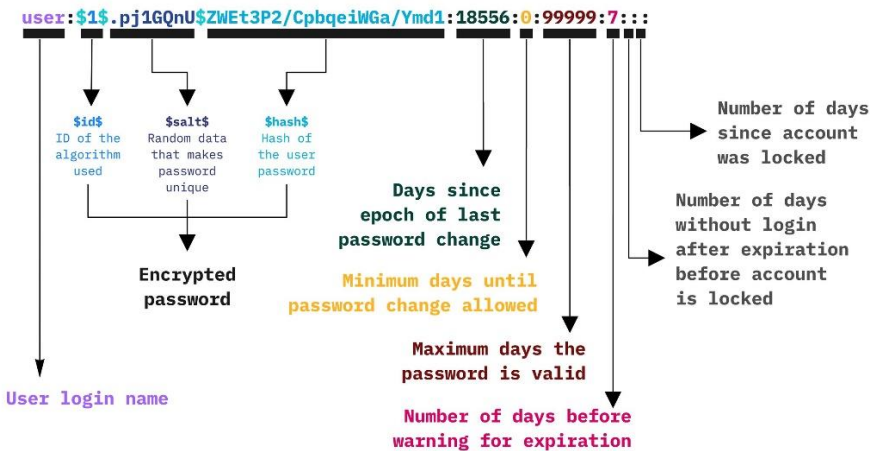 user:$1$.pj1GQnU$ZWEt3P2/CpbqeiWGa/Ymd1:18556:0:99999:7:::
$id$
ID of the
algorithm
used
$salt$
Random data
that makes
password
unique
$hash$
Hash of
the user
password
Encrypted
password
User login name
Days since
epoch of last
password change
Minimum days until
password change allowed
Maximum days the
password is valid
Number of days before
warning for expiration
Number of days
since account
was locked
Number of days
without login
after expiration
before account
is locked